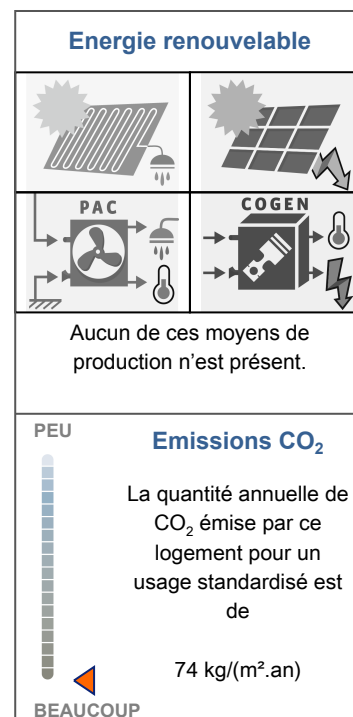 Energie renouvelable
PAC
COGEN
Aucun de ces moyens de
production n'est présent.
PEU
Emissions CO₂
La quantité annuelle de
CO₂ émise par ce
logement pour un
usage standardisé est
de
74 kg/(m².an)
BEAUCOUP